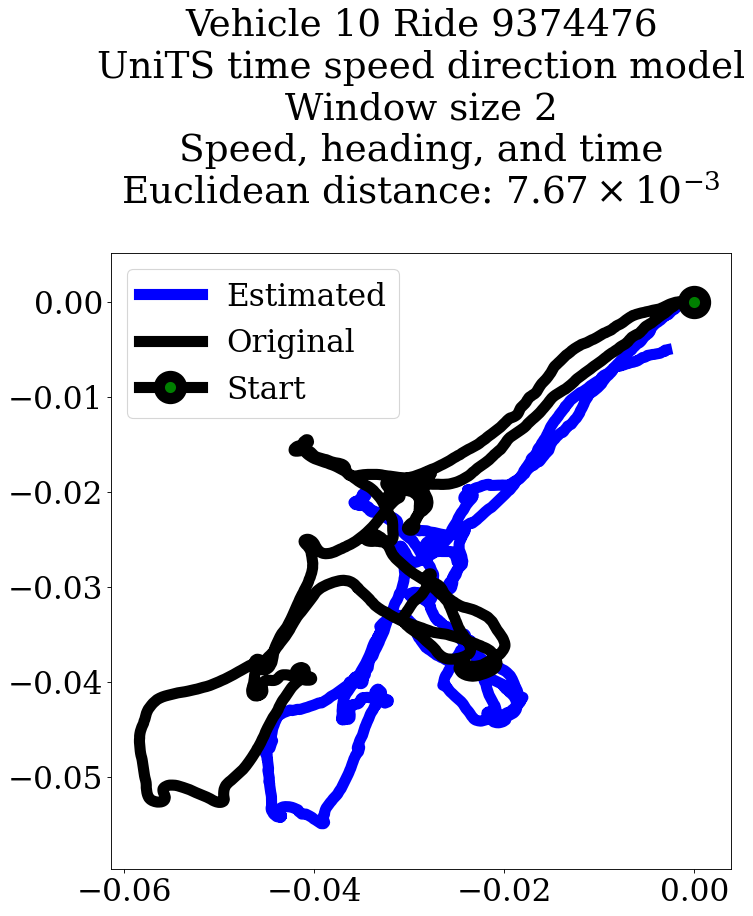 Vehicle 10 Ride 9374476
UniTS time speed direction model
Window size 2
Speed, heading, and time
Euclidean distance: 7.67 × 10⁻³
Estimated
Original
Start
0.00
−0.01
−0.02
−0.03
−0.04
−0.05
−0.06 −0.04 −0.02 0.00